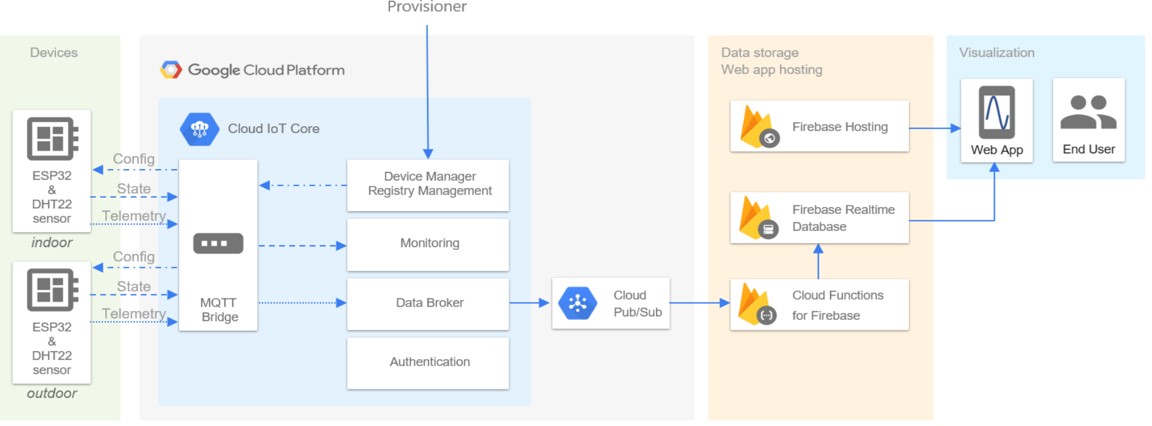 Provisioner
Devices
ESP32
&
DHT22
sensor
indoor
ESP32
&
DHT22
sensor
outdoor
Config
State
Telemetry
Config
State
Telemetry
Google Cloud Platform
Cloud IoT Core
MQTT
Bridge
Device Manager
Registry Management
Monitoring
Data Broker
Authentication
Cloud
Pub/Sub
Data storage
Web app hosting
Firebase Hosting
Firebase Realtime
Database
Cloud Functions
for Firebase
Visualization
Web App
End User